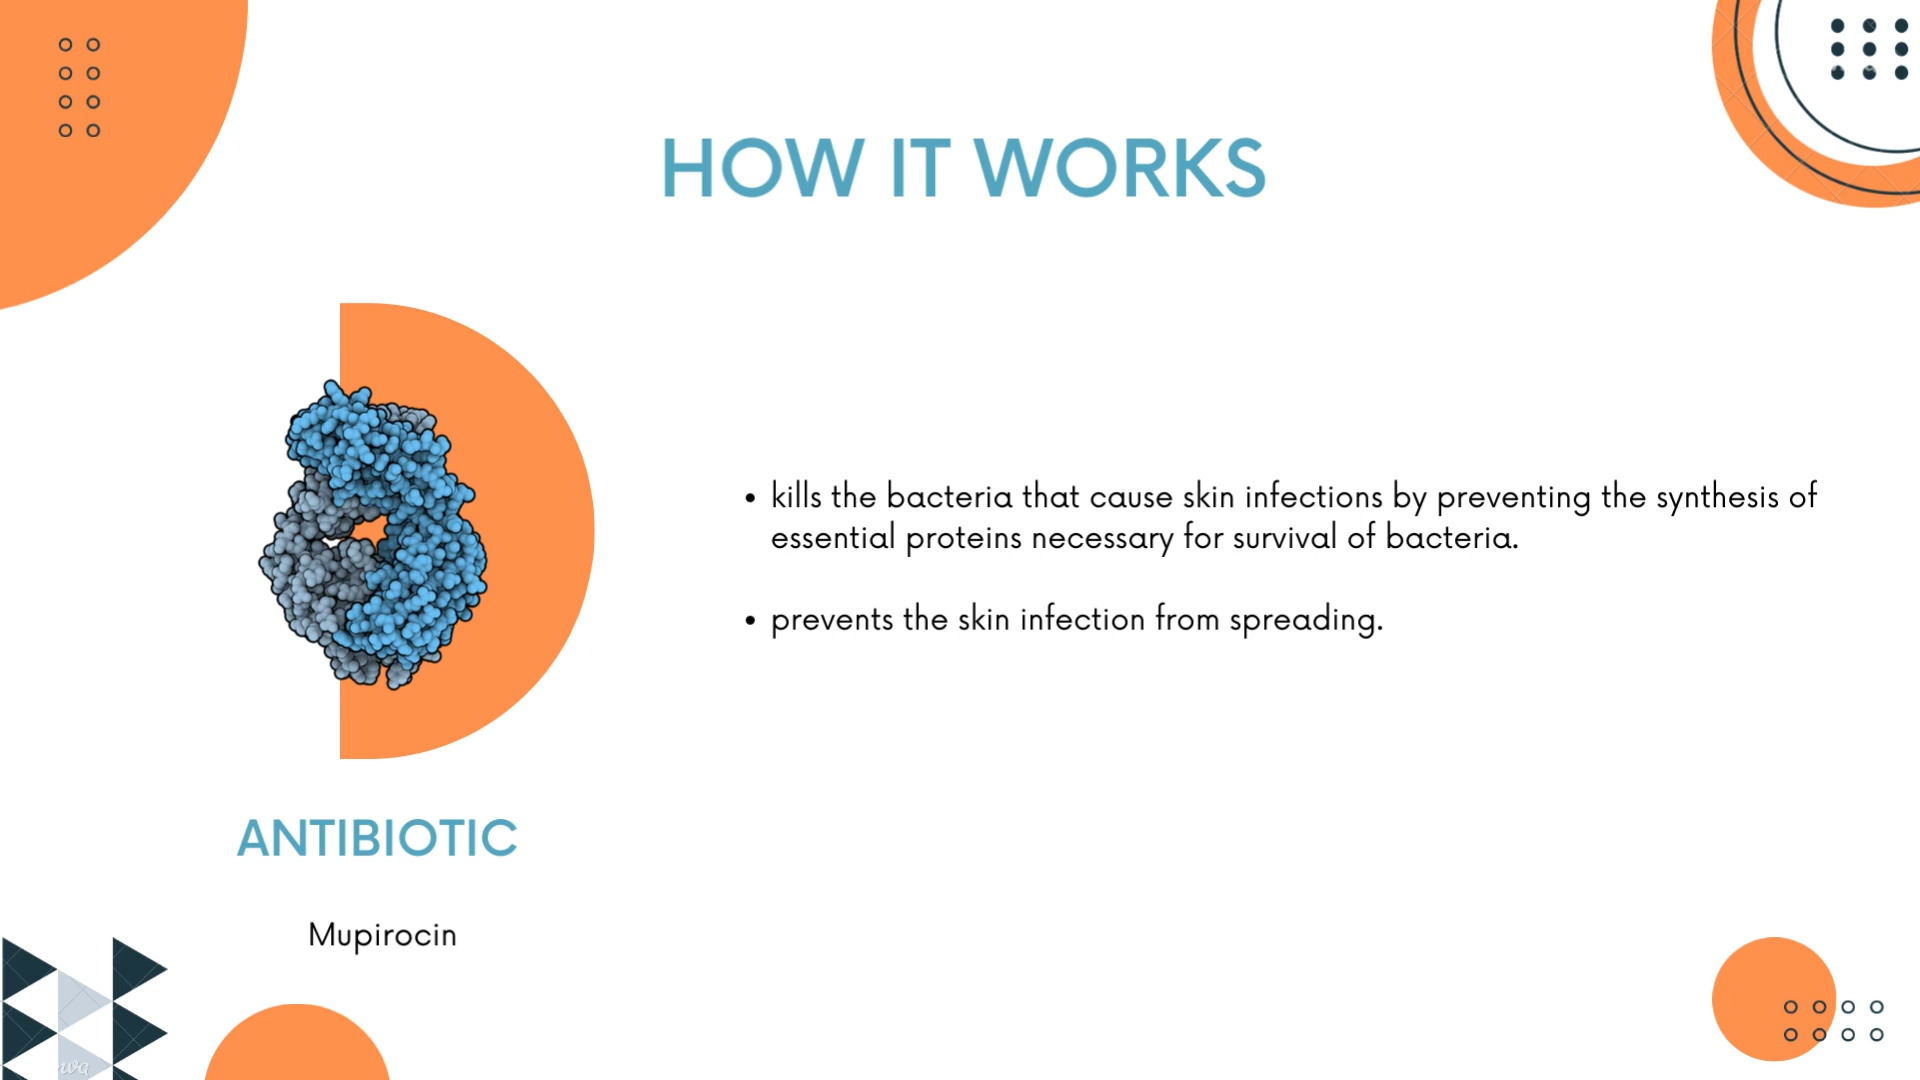 HOW IT WORKS
• kills the bacteria that cause skin infections by preventing the synthesis of
essential proteins necessary for survival of bacteria.
• prevents the skin infection from spreading.
ANTIBIOTIC
Mupirocin